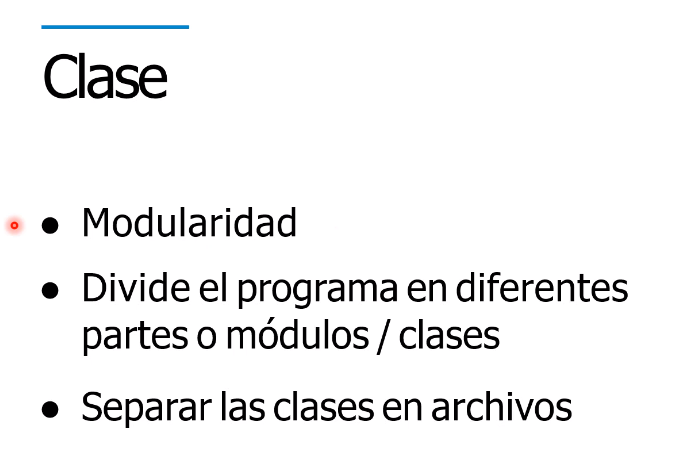 Clase
● Modularidad
● Divide el programa en diferentes
partes o módulos / clases
● Separar las clases en archivos